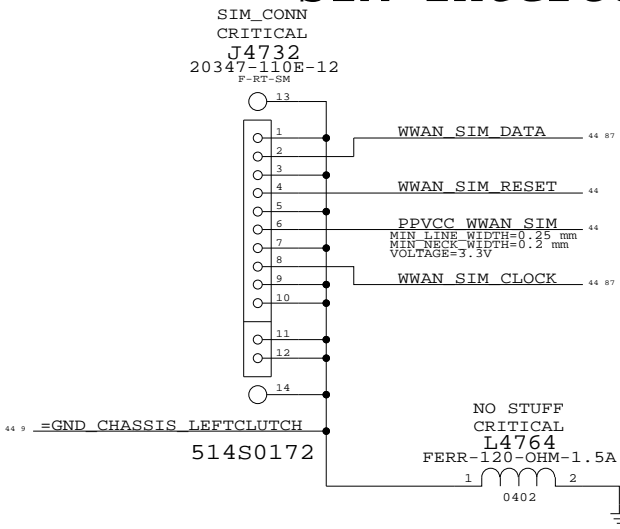 SIM_CONN
CRITICAL
J4732
20347-110E-12
F-RT-SM
13
1
2
3
4
5
6
7
8
9
10
11
12
14
WWAN_SIM_DATA 44 87
WWAN_SIM_RESET 44
PPVCC_WWAN_SIM 44
MIN_LINE_WIDTH=0.25 mm
MIN_NECK_WIDTH=0.2 mm
VOLTAGE=3.3V
WWAN_SIM_CLOCK 44 87
44 9 =GND_CHASSIS_LEFTCLUTCH
514S0172
NO STUFF
CRITICAL
L4764
FERR-120-OHM-1.5A
1 2
0402